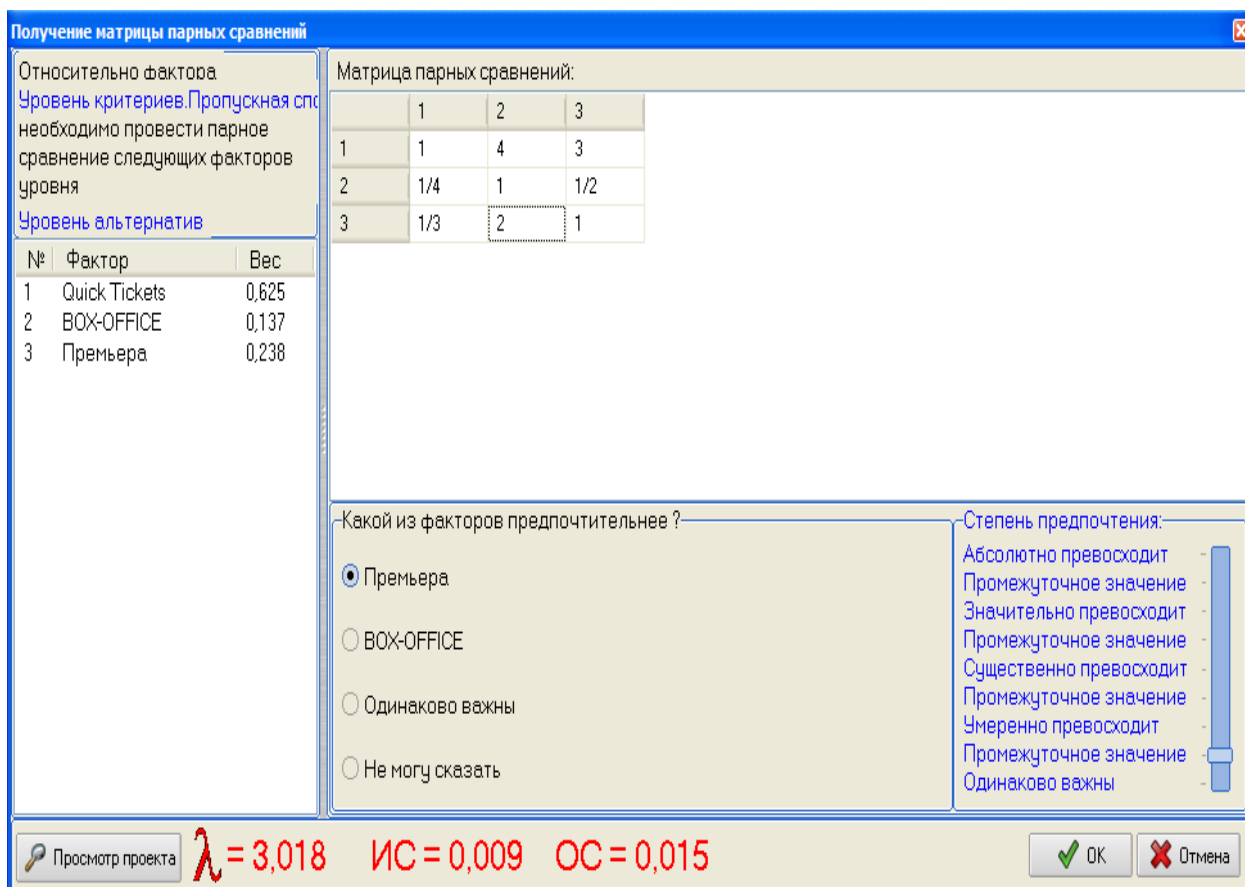 Получение матрицы парных сравнений
Относительно фактора
Уровень критериев.Пропускная спо
необходимо провести парное
сравнение следующих факторов
уровня
Уровень альтернатив
№ Фактор Вес
1 Quick Tickets 0,625
2 BOX-OFFICE 0,137
3 Премьера 0,238
Матрица парных сравнений:
1 2 3
1 1 4 3
2 1/4 1 1/2
3 1/3 2 1
Какой из факторов предпочтительнее ?
Премьера
BOX-OFFICE
Одинаково важны
Не могу сказать
Степень предпочтения:
Абсолютно превосходит
Промежуточное значение
Значительно превосходит
Промежуточное значение
Существенно превосходит
Промежуточное значение
Умеренно превосходит
Промежуточное значение
Одинаково важны
Просмотр проекта
λ = 3,018 ИС = 0,009 ОС = 0,015
OK
Отмена